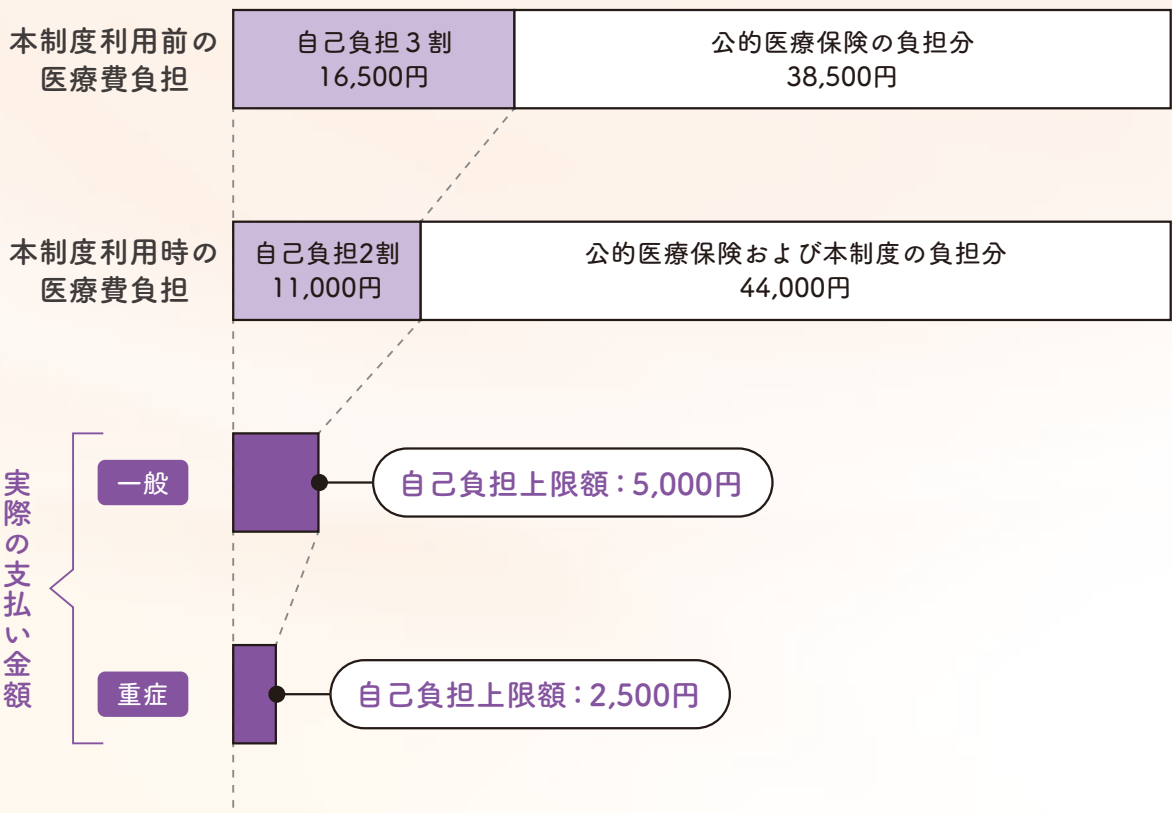 本制度利用前の
医療費負担
自己負担３割
16,500円
公的医療保険の負担分
38,500円
本制度利用時の
医療費負担
自己負担2割
11,000円
公的医療保険および本制度の負担分
44,000円
実際の支払い金額
一般
自己負担上限額：5,000円
重症
自己負担上限額：2,500円